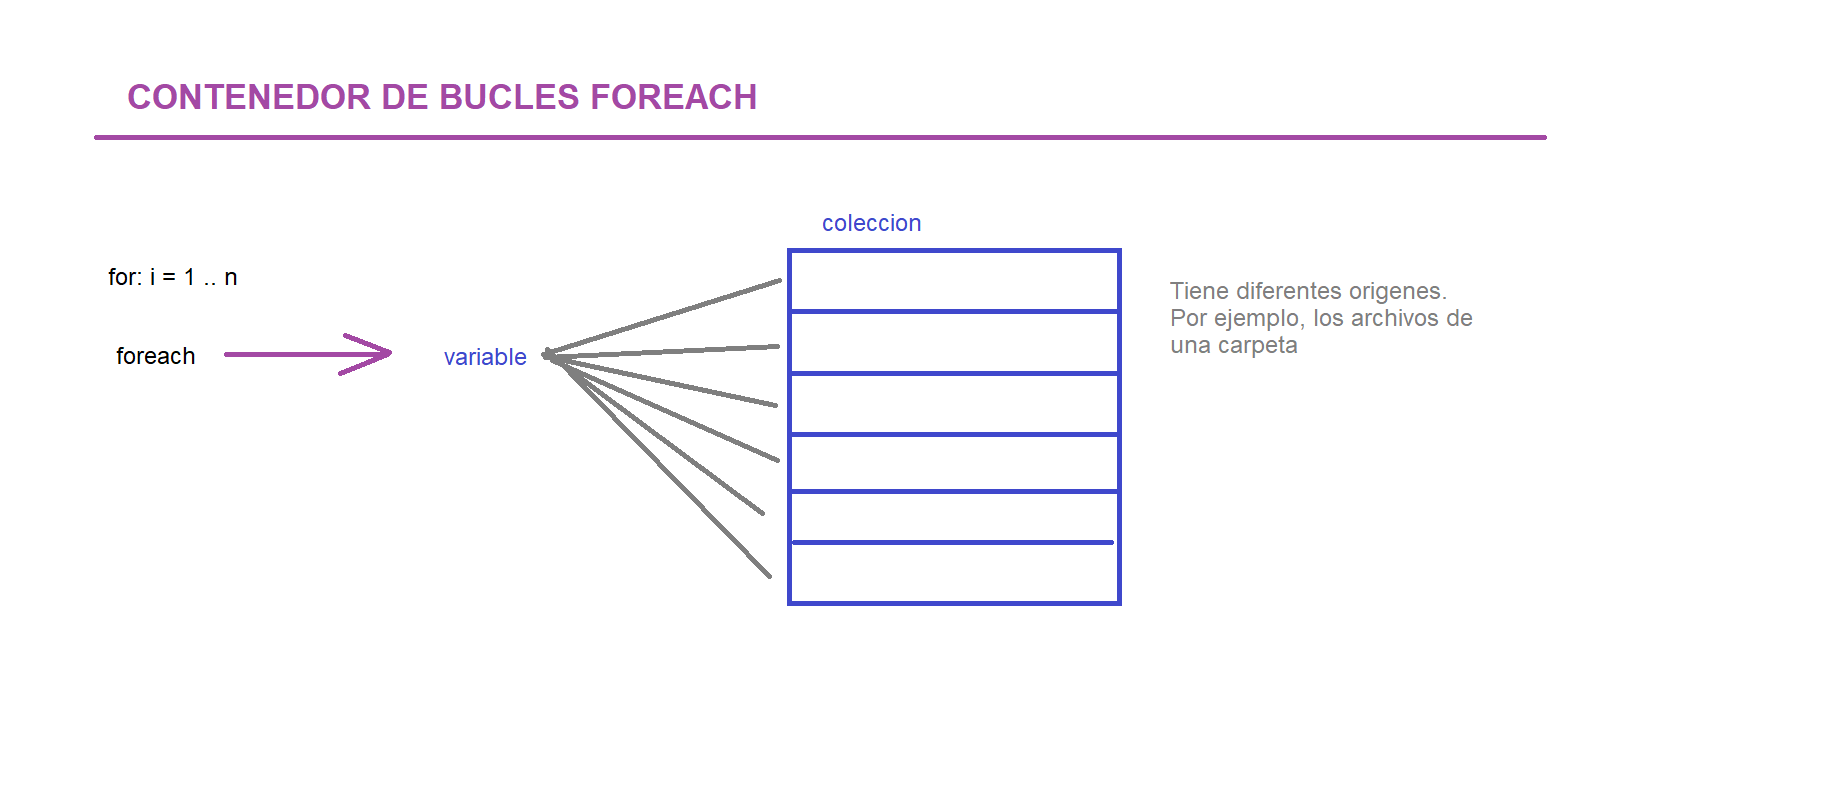 CONTENEDOR DE BUCLES FOREACH
coleccion
for: i = 1 .. n
foreach
variable
Tiene diferentes origenes.
Por ejemplo, los archivos de
una carpeta